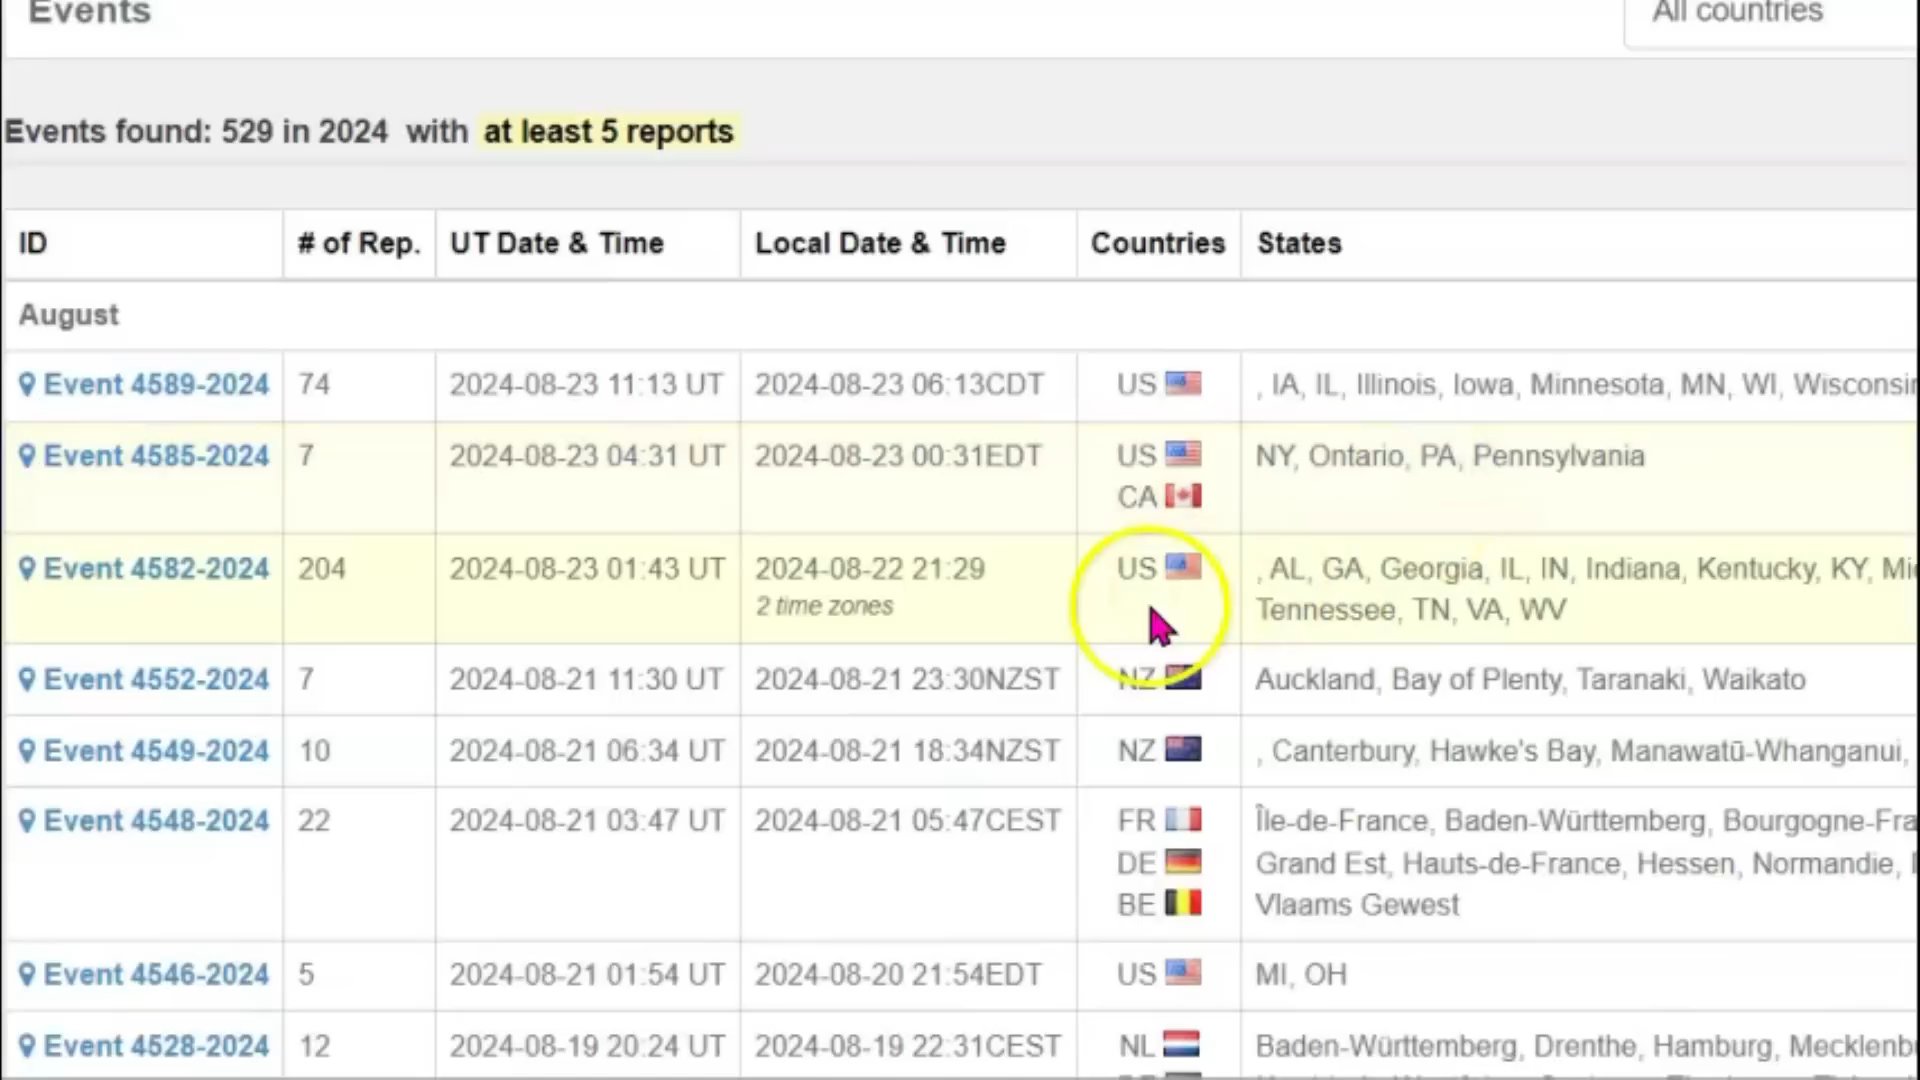 Events
All countries
Events found: 529 in 2024 with at least 5 reports
ID # of Rep. UT Date & Time Local Date & Time Countries States
August
Event 4589-2024 74 2024-08-23 11:13 UT 2024-08-23 06:13CDT US , IA, IL, Illinois, Iowa, Minnesota, MN, WI, Wisconsin
Event 4585-2024 7 2024-08-23 04:31 UT 2024-08-23 00:31EDT US NY, Ontario, PA, Pennsylvania
CA
Event 4582-2024 204 2024-08-23 01:43 UT 2024-08-22 21:29 US , AL, GA, Georgia, IL, IN, Indiana, Kentucky, KY, Mic
2 time zones Tennessee, TN, VA, WV
Event 4552-2024 7 2024-08-21 11:30 UT 2024-08-21 23:30NZST NZ Auckland, Bay of Plenty, Taranaki, Waikato
Event 4549-2024 10 2024-08-21 06:34 UT 2024-08-21 18:34NZST NZ , Canterbury, Hawke's Bay, Manawatū-Whanganui,
Event 4548-2024 22 2024-08-21 03:47 UT 2024-08-21 05:47CEST FR Île-de-France, Baden-Württemberg, Bourgogne-Fra
DE Grand Est, Hauts-de-France, Hessen, Normandie,
BE Vlaams Gewest
Event 4546-2024 5 2024-08-21 01:54 UT 2024-08-20 21:54EDT US MI, OH
Event 4528-2024 12 2024-08-19 20:24 UT 2024-08-19 22:31CEST NL Baden-Württemberg, Drenthe, Hamburg, Mecklenb